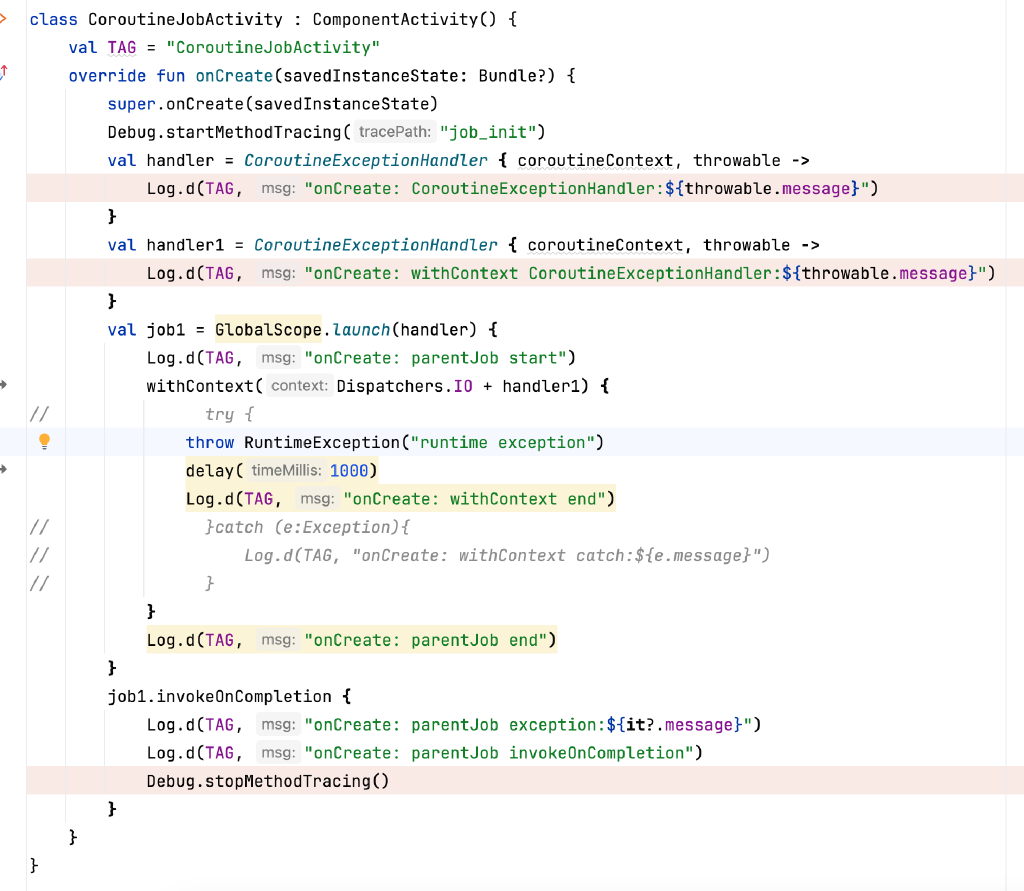 class CoroutineJobActivity : ComponentActivity() {
    val TAG = "CoroutineJobActivity"
    override fun onCreate(savedInstanceState: Bundle?) {
        super.onCreate(savedInstanceState)
        Debug.startMethodTracing( tracePath: "job_init")
        val handler = CoroutineExceptionHandler { coroutineContext, throwable ->
            Log.d(TAG,  msg: "onCreate: CoroutineExceptionHandler:${throwable.message}")
        }
        val handler1 = CoroutineExceptionHandler { coroutineContext, throwable ->
            Log.d(TAG,  msg: "onCreate: withContext CoroutineExceptionHandler:${throwable.message}")
        }
        val job1 = GlobalScope.launch(handler) {
            Log.d(TAG,  msg: "onCreate: parentJob start")
            withContext( context: Dispatchers.IO + handler1) {
//                try {
                throw RuntimeException("runtime exception")
                delay( timeMillis: 1000)
                Log.d(TAG,  msg: "onCreate: withContext end")
//                }catch (e:Exception){
//                    Log.d(TAG, "onCreate: withContext catch:${e.message}")
//                }
            }
            Log.d(TAG,  msg: "onCreate: parentJob end")
        }
        job1.invokeOnCompletion {
            Log.d(TAG,  msg: "onCreate: parentJob exception:${it?.message}")
            Log.d(TAG,  msg: "onCreate: parentJob invokeOnCompletion")
            Debug.stopMethodTracing()
        }
    }
}